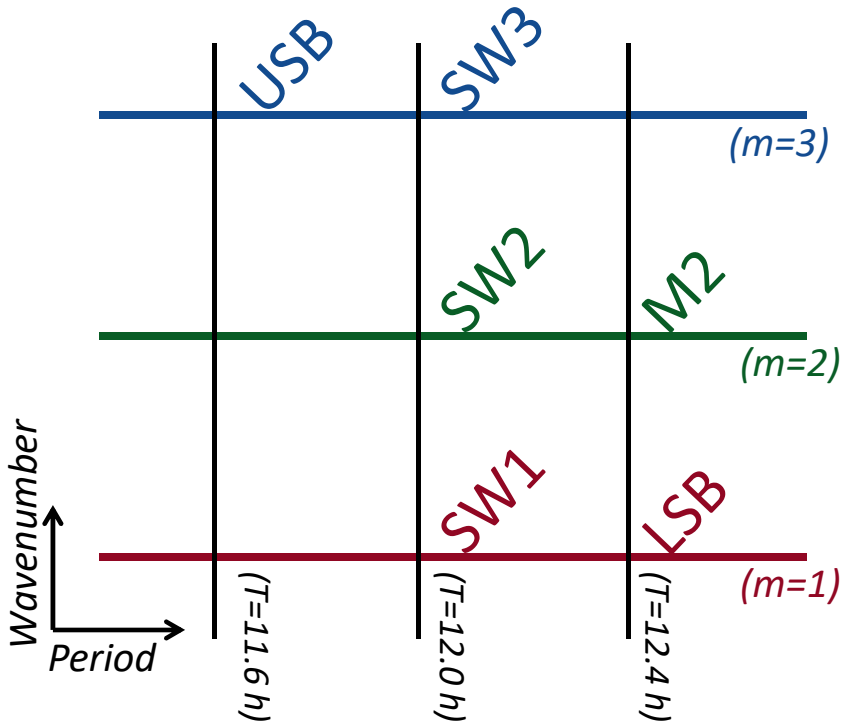 USB
SW3
(m=3)
SW2
M2
(m=2)
SW1
LSB
(m=1)
Wavenumber
Period
(T=11.6 h)
(T=12.0 h)
(T=12.4 h)